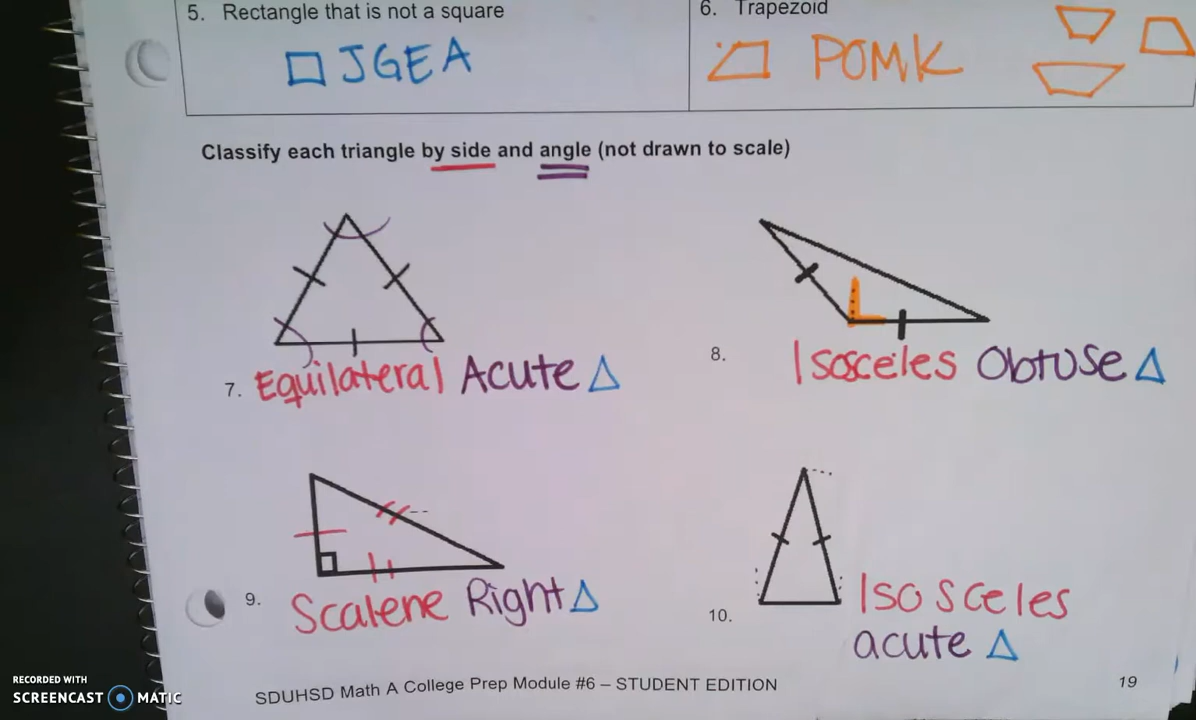 5. Rectangle that is not a square
6. Trapezoid
JGEA
POMK
Classify each triangle by side and angle (not drawn to scale)
7. Equilateral Acute
8. Isosceles Obtuse
9. Scalene Right
10. Isosceles
acute
RECORDED WITH
SCREENCAST MATIC
SDUHSD Math A College Prep Module #6 – STUDENT EDITION
19